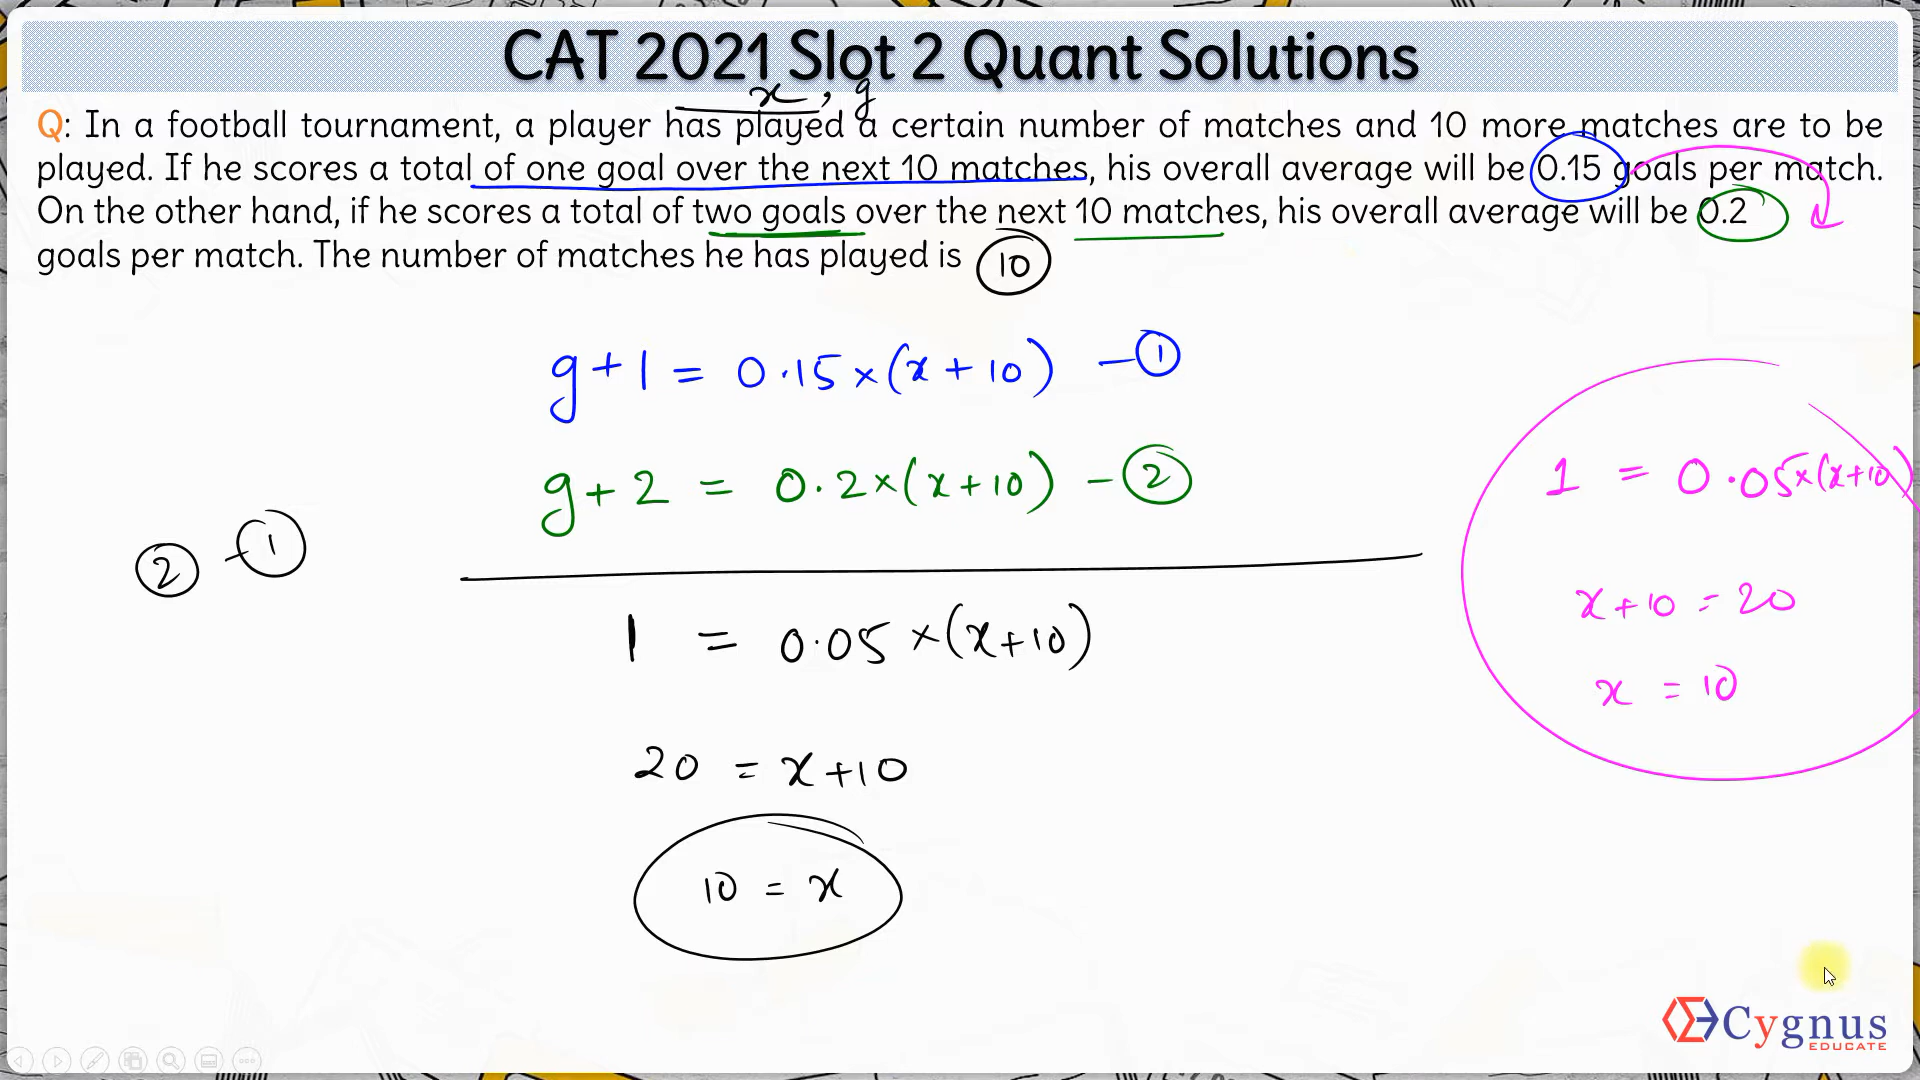 CAT 2021 Slot 2 Quant Solutions
x, g
Q: In a football tournament, a player has played a certain number of matches and 10 more matches are to be
played. If he scores a total of one goal over the next 10 matches, his overall average will be 0.15 goals per match.
On the other hand, if he scores a total of two goals over the next 10 matches, his overall average will be 0.2
goals per match. The number of matches he has played is 10
g+1 = 0.15×(x+10) - 1
g+2 = 0.2×(x+10) - 2
2 - 1
1 = 0.05×(x+10)
20 = x+10
10 = x
1 = 0.05×(x+10)
x+10 = 20
x = 10
Cygnus
EDUCATE